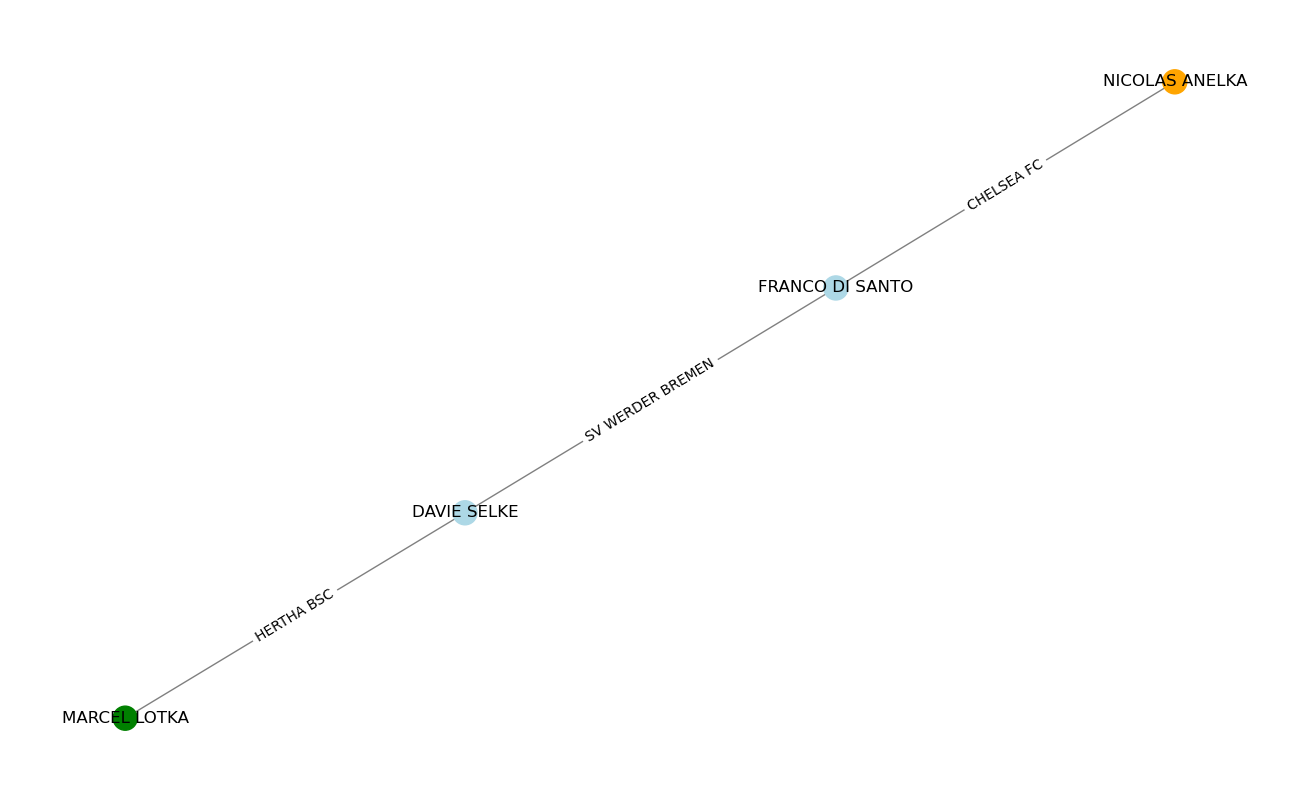 NICOLAS ANELKA
CHELSEA FC
FRANCO DI SANTO
SV WERDER BREMEN
DAVIE SELKE
HERTHA BSC
MARCEL LOTKA